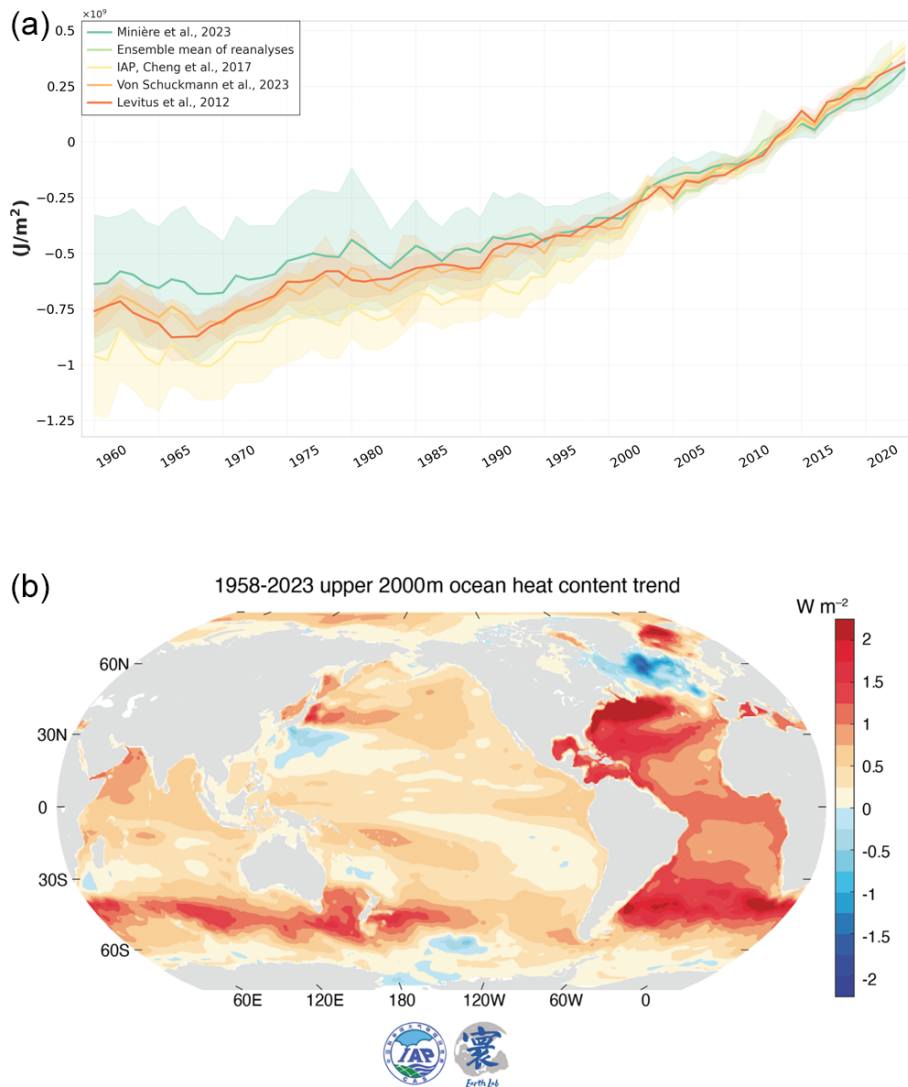 (a)
×10⁹
0.5
0.25
0
−0.25
−0.5
−0.75
−1
−1.25
(J/m²)
Minière et al., 2023
Ensemble mean of reanalyses
IAP, Cheng et al., 2017
Von Schuckmann et al., 2023
Levitus et al., 2012
1960 1965 1970 1975 1980 1985 1990 1995 2000 2005 2010 2015 2020
(b)
1958-2023 upper 2000m ocean heat content trend
W m⁻²
2
1.5
1
0.5
0
-0.5
-1
-1.5
-2
60N
30N
0
30S
60S
60E 120E 180 120W 60W 0
IAP
CAS
寰
Earth Lab